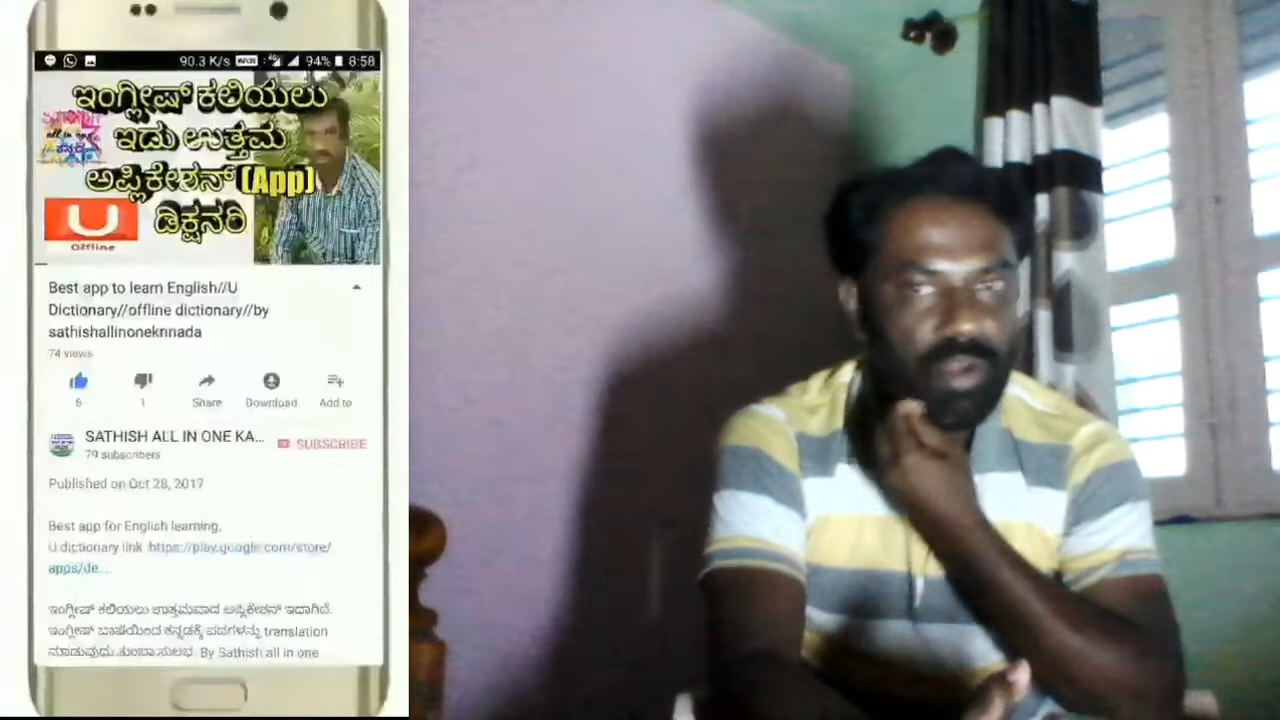 90.3 K/s 94% 8:58
ಇಂಗ್ಲೀಷ್ ಕಲಿಯಲು
ಇದು ಉತ್ತಮ
ಅಪ್ಲಿಕೇಶನ್ (App)
ಡಿಕ್ಷನರಿ
U
Offline
Best app to learn English//U
Dictionary//offline dictionary//by
sathishallinoneknnada
74 views
6 1 Share Download Add to
SATHISH ALL IN ONE KA...
SUBSCRIBE
79 subscribers
Published on Oct 28, 2017
Best app for English learning.
U dictionary link :https://play.google.com/store/
apps/de...
ಇಂಗ್ಲೀಷ್ ಕಲಿಯಲು ಉತ್ತಮವಾದ ಅಪ್ಲಿಕೇಶನ್ ಇದಾಗಿದೆ.
ಇಂಗ್ಲೀಷ್ ಭಾಷೆಯಿಂದ ಕನ್ನಡಕ್ಕೆ ಪದಗಳನ್ನು translation
ಮಾಡುವುದು ತುಂಬಾ ಸುಲಭ. By Sathish all in one